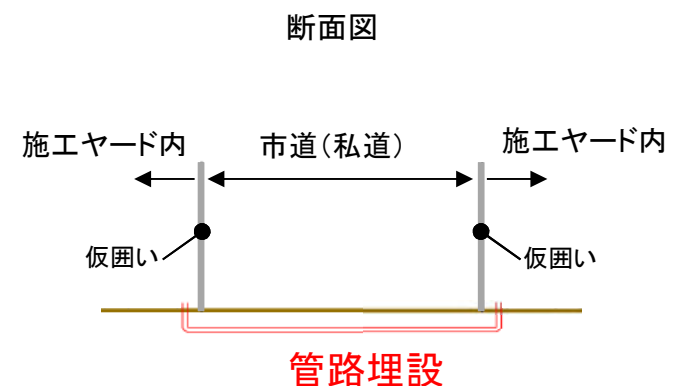 断面図
施工ヤード内
市道(私道)
施工ヤード内
仮囲い
仮囲い
管路埋設